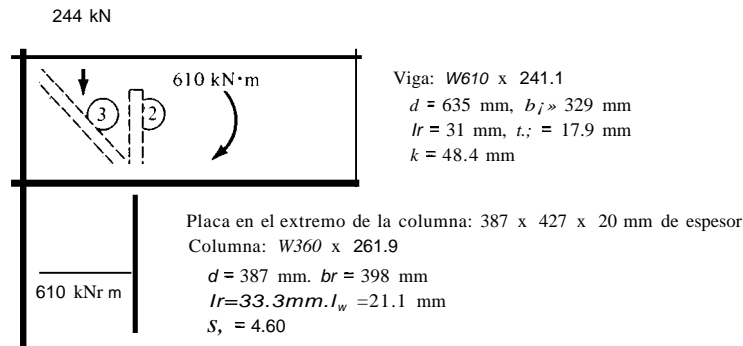 244 kN
610 kN·m
3
2
Viga: W610 x 241.1
d = 635 mm, b¡» 329 mm
lr = 31 mm, t.; = 17.9 mm
k = 48.4 mm
Placa en el extremo de la columna: 387 x 427 x 20 mm de espesor
Columna: W360 x 261.9
d = 387 mm. br = 398 mm
Ir=33.3mm.I_w =21.1 mm
S, = 4.60
610 kNr m